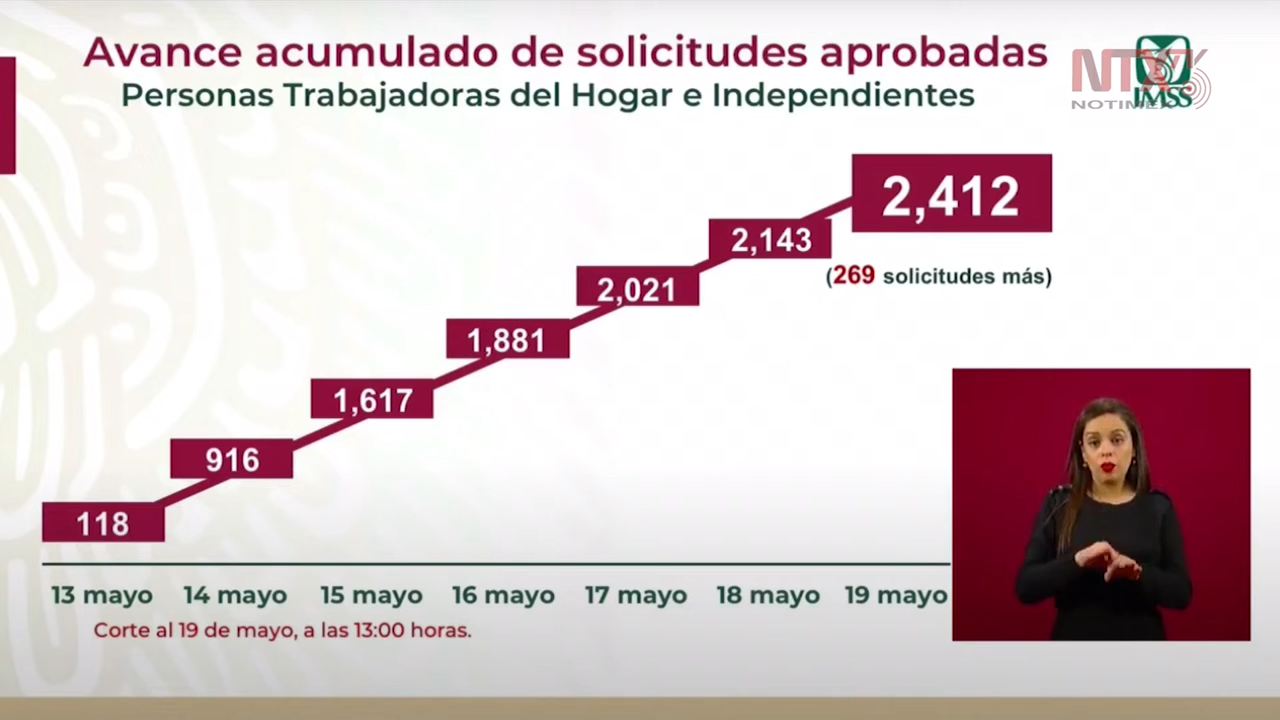 Avance acumulado de solicitudes aprobadas
Personas Trabajadoras del Hogar e Independientes
NTX
NOTIMEX
IMSS
2,412
2,143
(269 solicitudes más)
2,021
1,881
1,617
916
118
13 mayo 14 mayo 15 mayo 16 mayo 17 mayo 18 mayo 19 mayo
Corte al 19 de mayo, a las 13:00 horas.